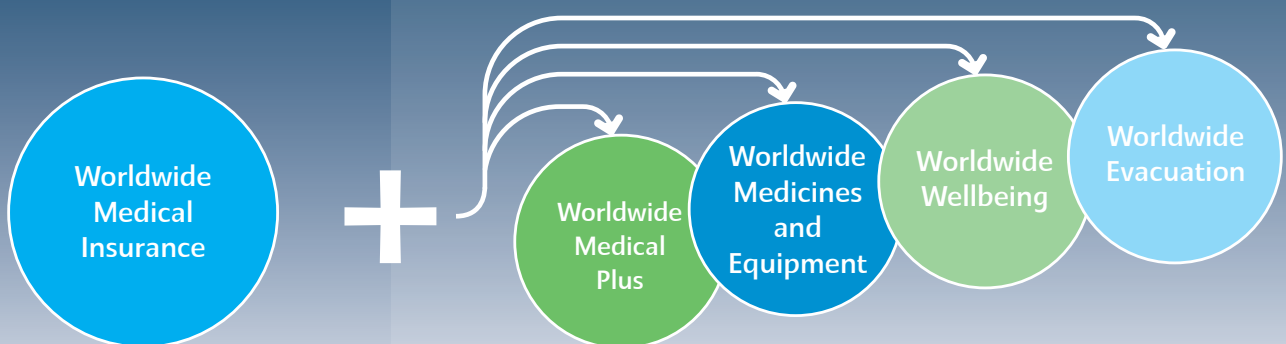 Worldwide
Medical
Insurance
Worldwide
Medical
Plus
Worldwide
Medicines
and
Equipment
Worldwide
Wellbeing
Worldwide
Evacuation